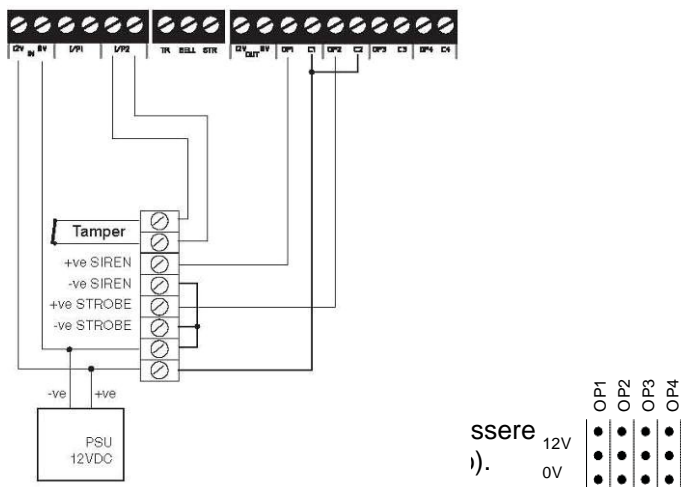 12V IN 0V I/P1 I/P2 TR BELL STR 12V OUT 0V OP1 C1 OP2 C2 OP3 C3 OP4 C4
Tamper
+ve SIREN
-ve SIREN
+ve STROBE
-ve STROBE
-ve +ve
PSU
12VDC
OP1 OP2 OP3 OP4
ssere 12V
). 0V